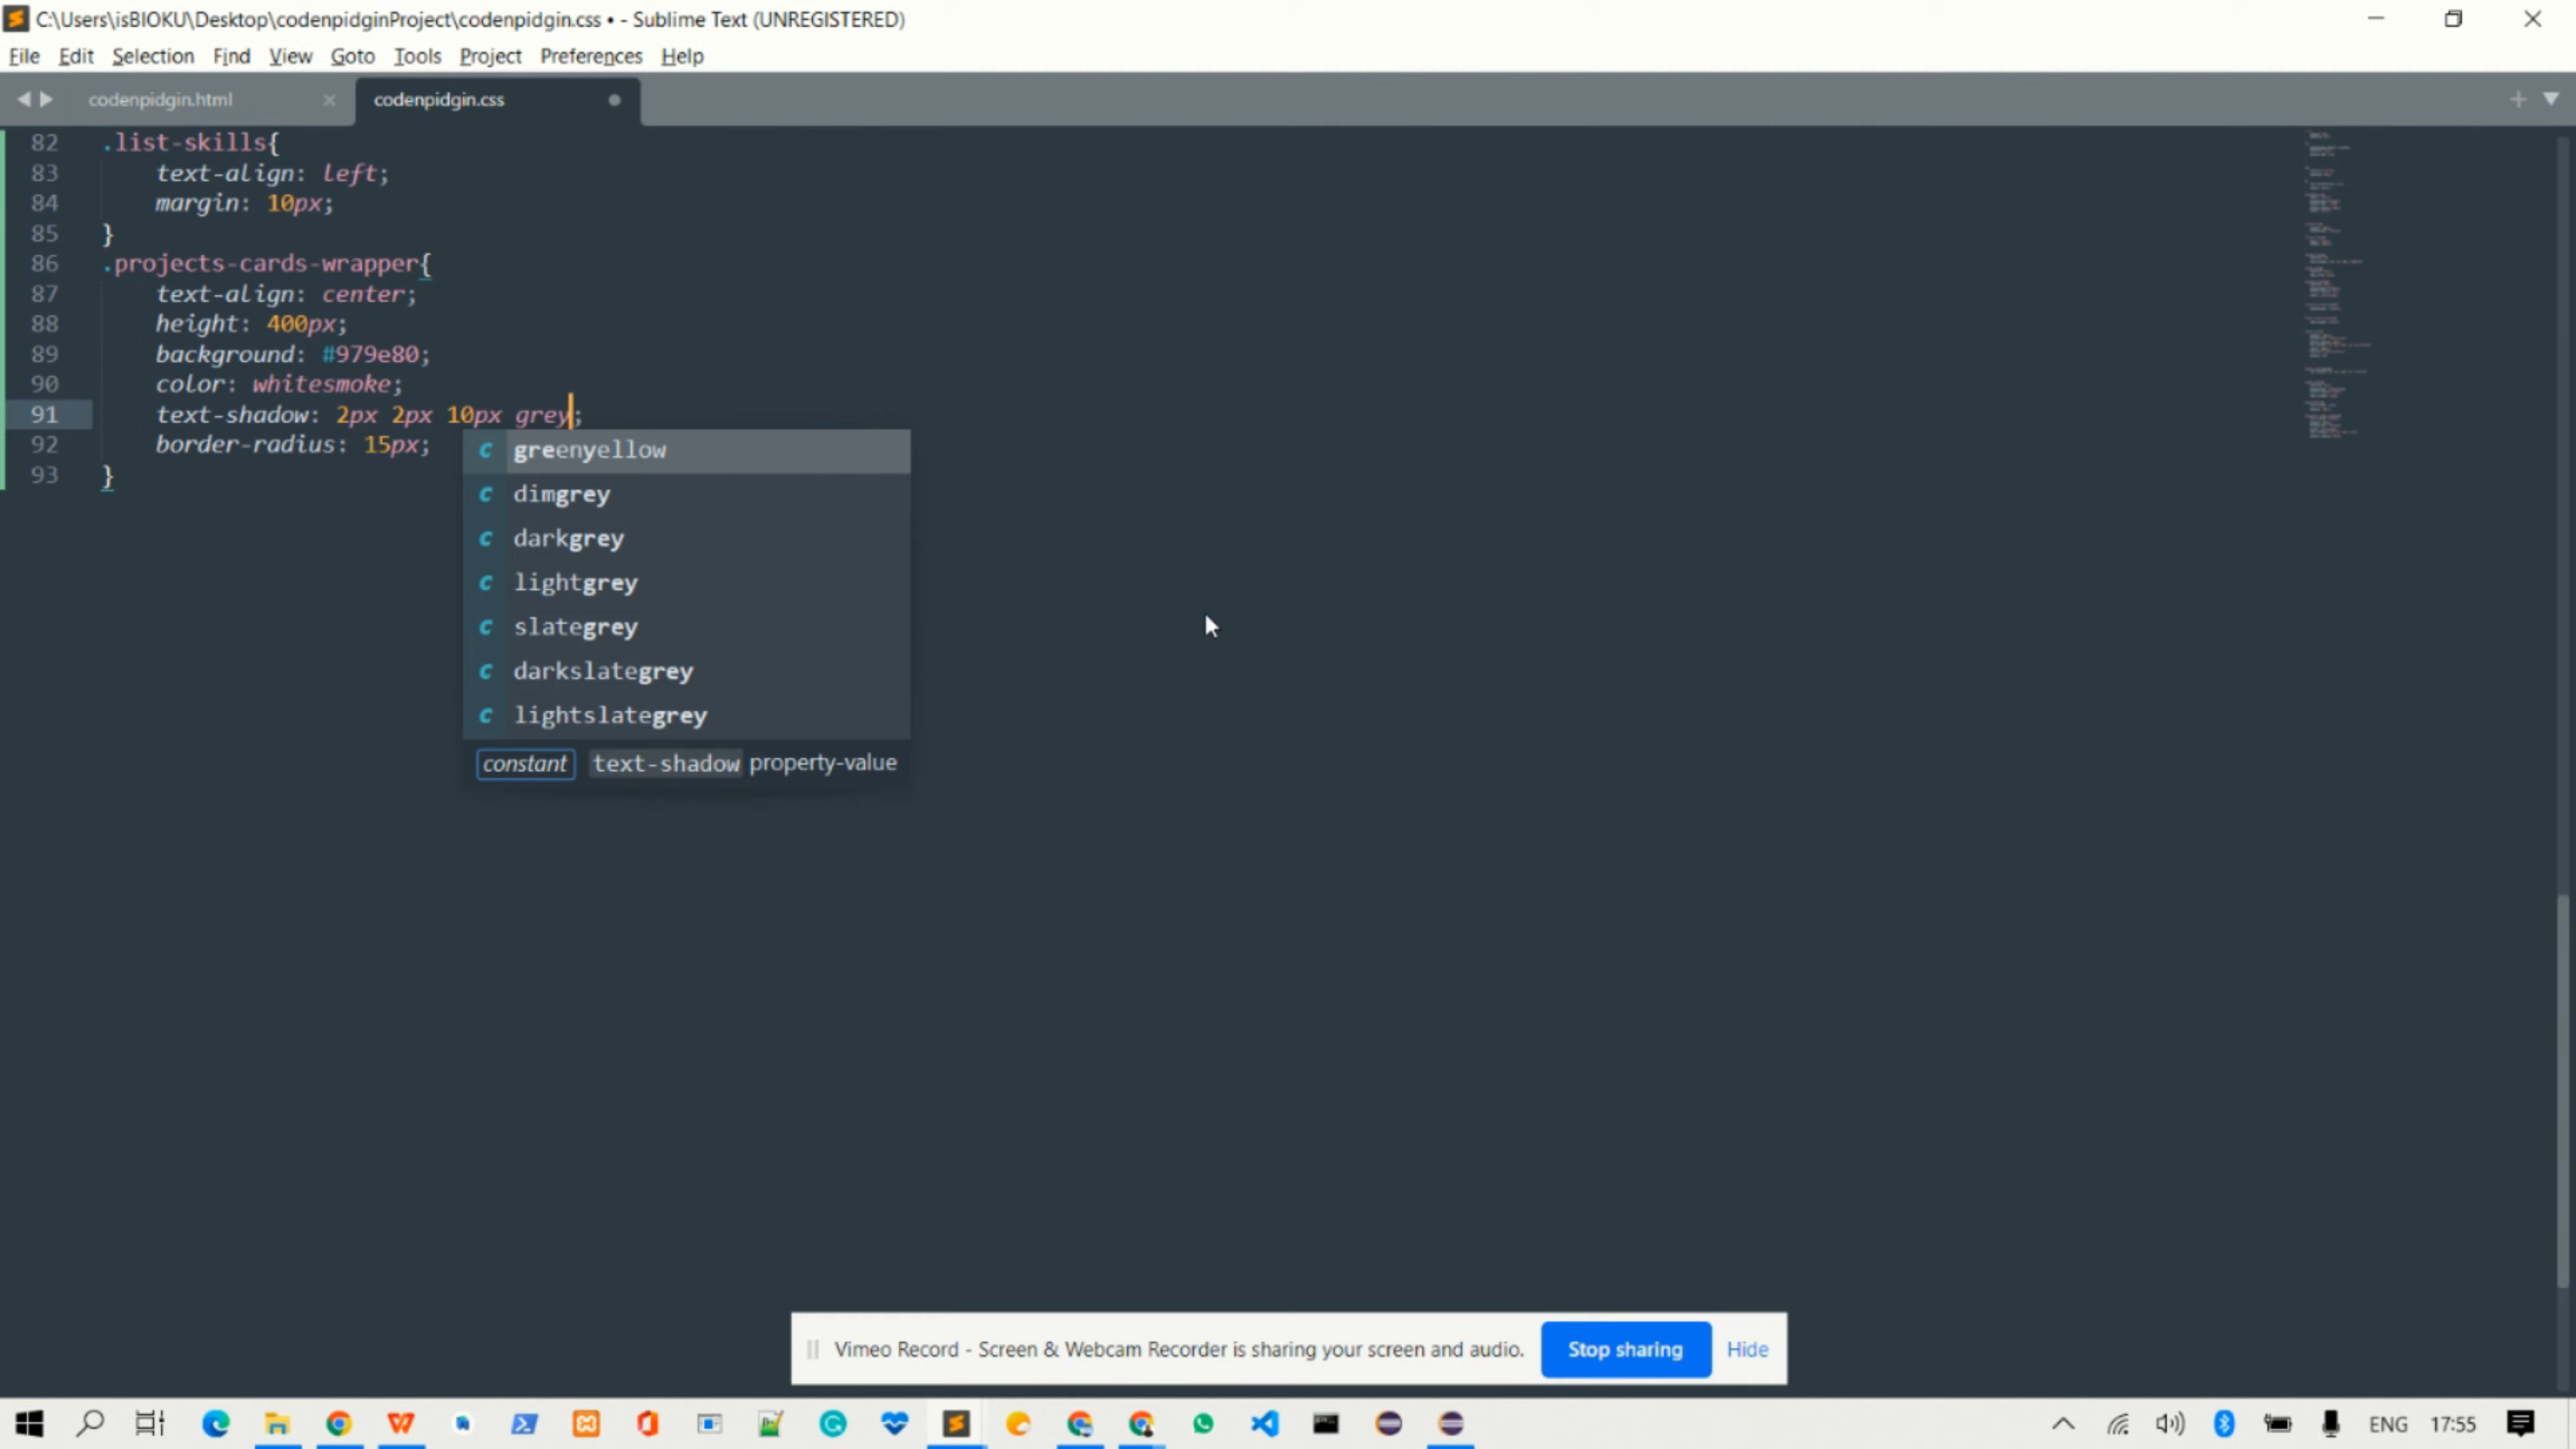 C:\Users\isBIOKU\Desktop\codenpidginProject\codenpidgin.css • - Sublime Text (UNREGISTERED)
File Edit Selection Find View Goto Tools Project Preferences Help
codenpidgin.html codenpidgin.css
82 .list-skills{
83 text-align: left;
84 margin: 10px;
85 }
86 .projects-cards-wrapper{
87 text-align: center;
88 height: 400px;
89 background: #979e80;
90 color: whitesmoke;
91 text-shadow: 2px 2px 10px grey;
92 border-radius: 15px;
93 }
c greenyellow
c dimgrey
c darkgrey
c lightgrey
c slategrey
c darkslategrey
c lightslategrey
constant text-shadow property-value
Vimeo Record - Screen & Webcam Recorder is sharing your screen and audio. Stop sharing Hide
ENG 17:55